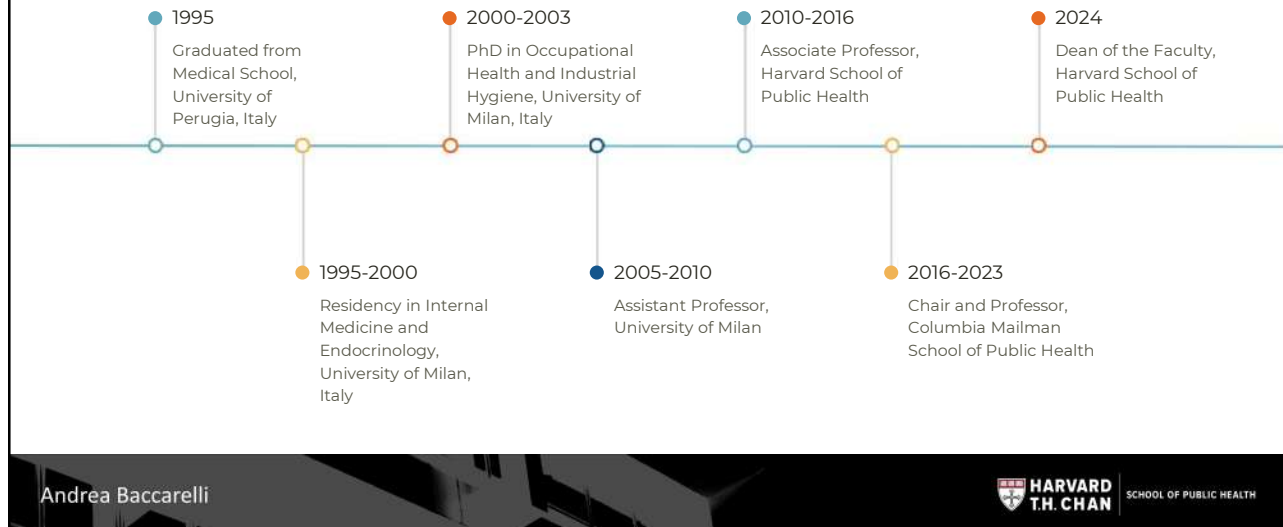 1995
Graduated from
Medical School,
University of
Perugia, Italy
2000-2003
PhD in Occupational
Health and Industrial
Hygiene, University of
Milan, Italy
2010-2016
Associate Professor,
Harvard School of
Public Health
2024
Dean of the Faculty,
Harvard School of
Public Health
1995-2000
Residency in Internal
Medicine and
Endocrinology,
University of Milan,
Italy
2005-2010
Assistant Professor,
University of Milan
2016-2023
Chair and Professor,
Columbia Mailman
School of Public Health
Andrea Baccarelli
HARVARD
T.H. CHAN
SCHOOL OF PUBLIC HEALTH